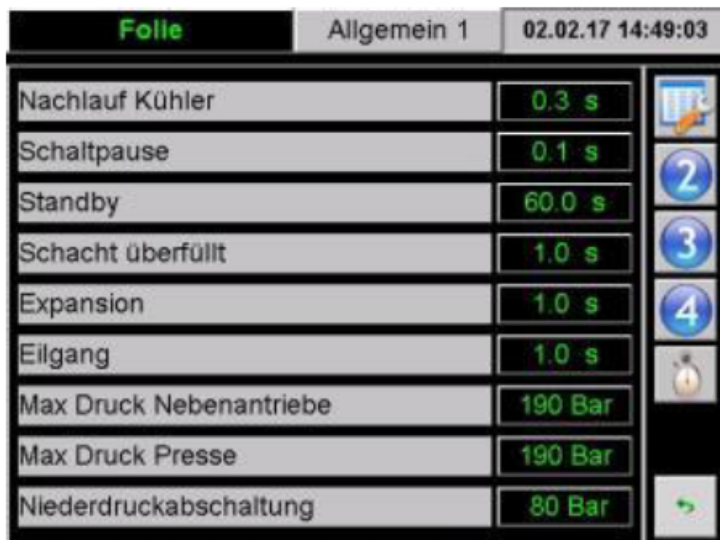 Folie Allgemein 1 02.02.17 14:49:03
Nachlauf Kühler 0.3 s
Schaltpause 0.1 s
2
Standby 60.0 s
Schacht überfüllt 1.0 s
3
Expansion 1.0 s
4
Eilgang 1.0 s
Max Druck Nebenantriebe 190 Bar
Max Druck Presse 190 Bar
Niederdruckabschaltung 80 Bar